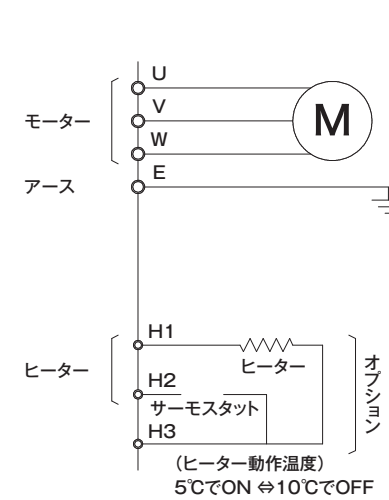 U
モーター
V
M
W
アース
E
H1
ヒーター
ヒーター
H2
サーモスタット
オプション
H3
(ヒーター動作温度)
5℃でON ⇔10℃でOFF